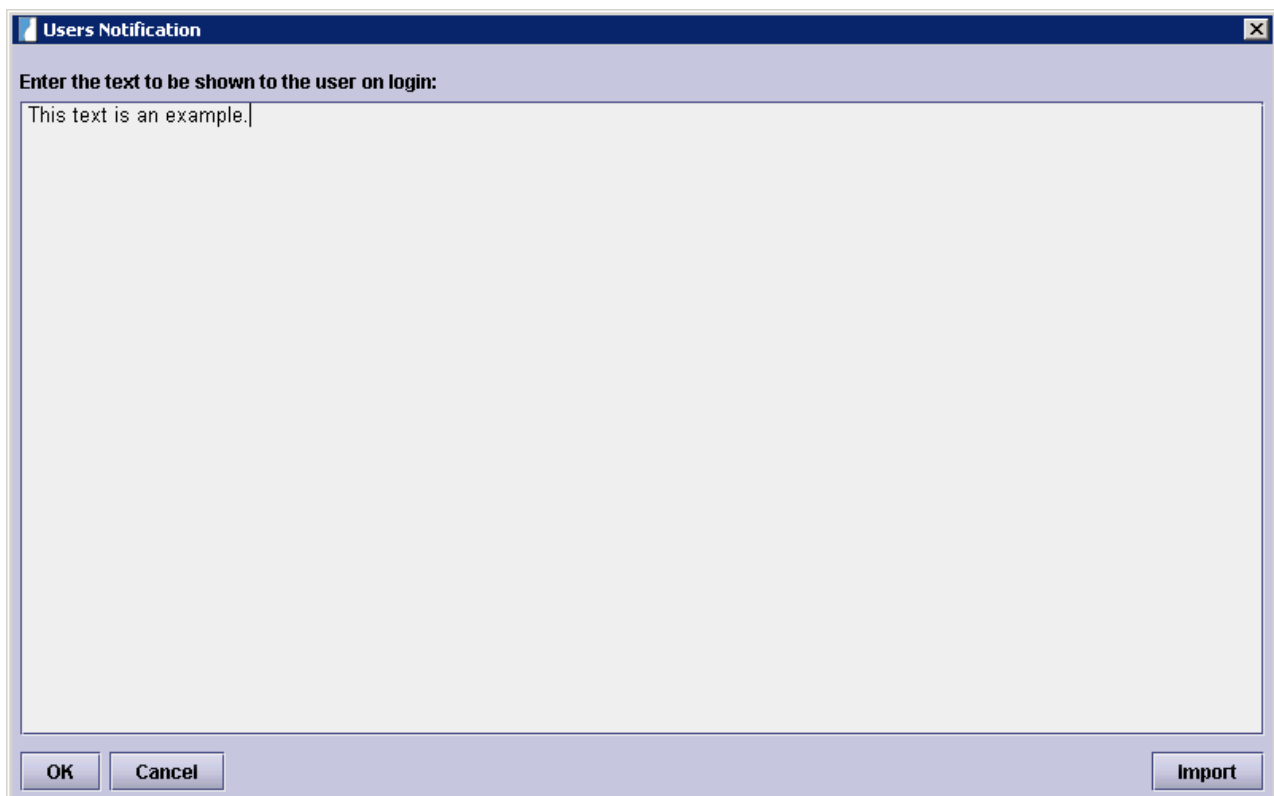 Users Notification
Enter the text to be shown to the user on login:
This text is an example.
OK Cancel Import